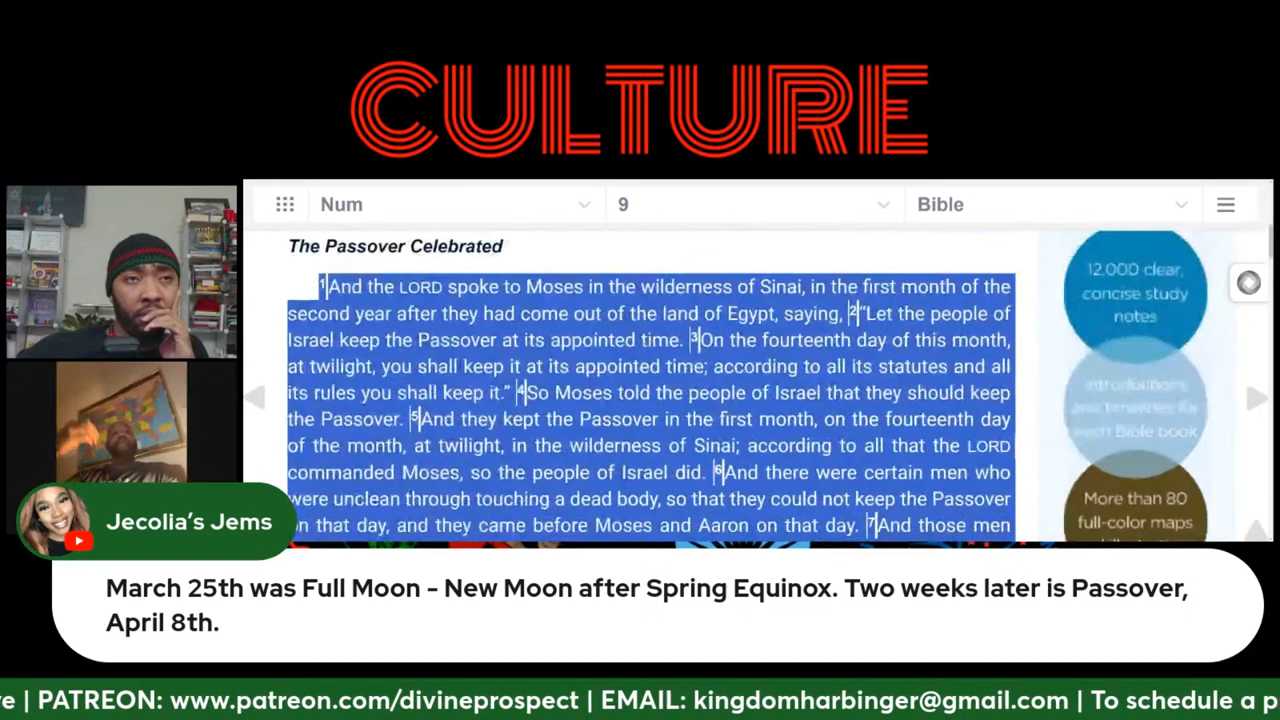 CULTURE
Num
9
Bible
The Passover Celebrated
1And the LORD spoke to Moses in the wilderness of Sinai, in the first month of the
second year after they had come out of the land of Egypt, saying, 2“Let the people of
Israel keep the Passover at its appointed time. 3On the fourteenth day of this month,
at twilight, you shall keep it at its appointed time; according to all its statutes and all
its rules you shall keep it.” 4So Moses told the people of Israel that they should keep
the Passover. 5And they kept the Passover in the first month, on the fourteenth day
of the month, at twilight, in the wilderness of Sinai; according to all that the LORD
commanded Moses, so the people of Israel did. 6And there were certain men who
were unclean through touching a dead body, so that they could not keep the Passover
on that day, and they came before Moses and Aaron on that day. 7And those men
12,000 clear,
concise study
notes
introductions
and timelines for
each Bible book
More than 80
full-color maps
Jecolia’s Jems
March 25th was Full Moon - New Moon after Spring Equinox. Two weeks later is Passover,
April 8th.
ve | PATREON: www.patreon.com/divineprospect | EMAIL: kingdomharbinger@gmail.com | To schedule a p